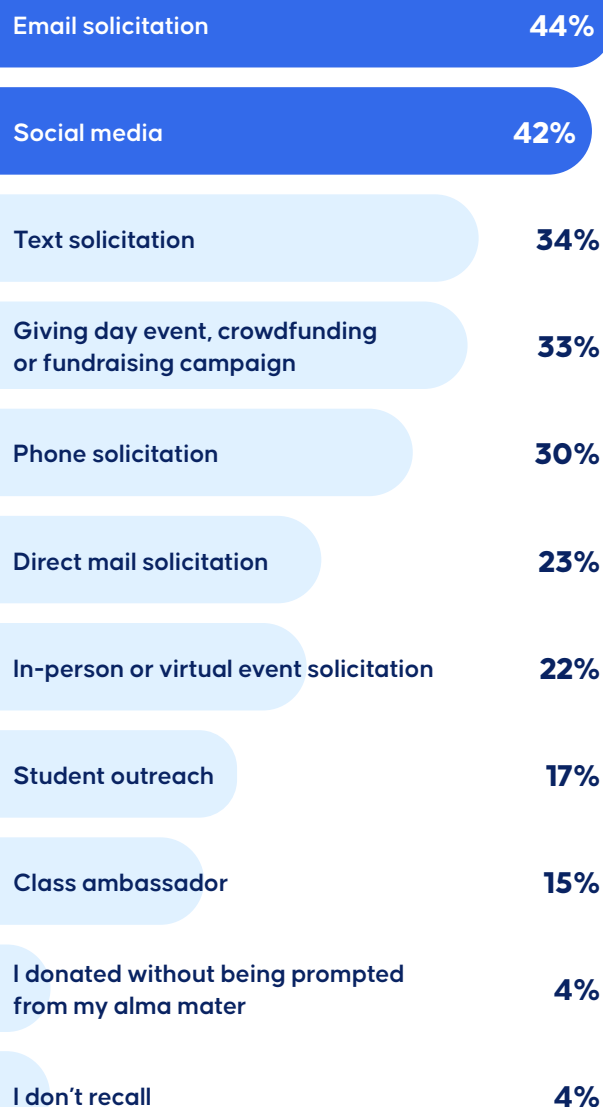 Email solicitation 44%
Social media 42%
Text solicitation 34%
Giving day event, crowdfunding
or fundraising campaign 33%
Phone solicitation 30%
Direct mail solicitation 23%
In-person or virtual event solicitation 22%
Student outreach 17%
Class ambassador 15%
I donated without being prompted
from my alma mater 4%
I don’t recall 4%